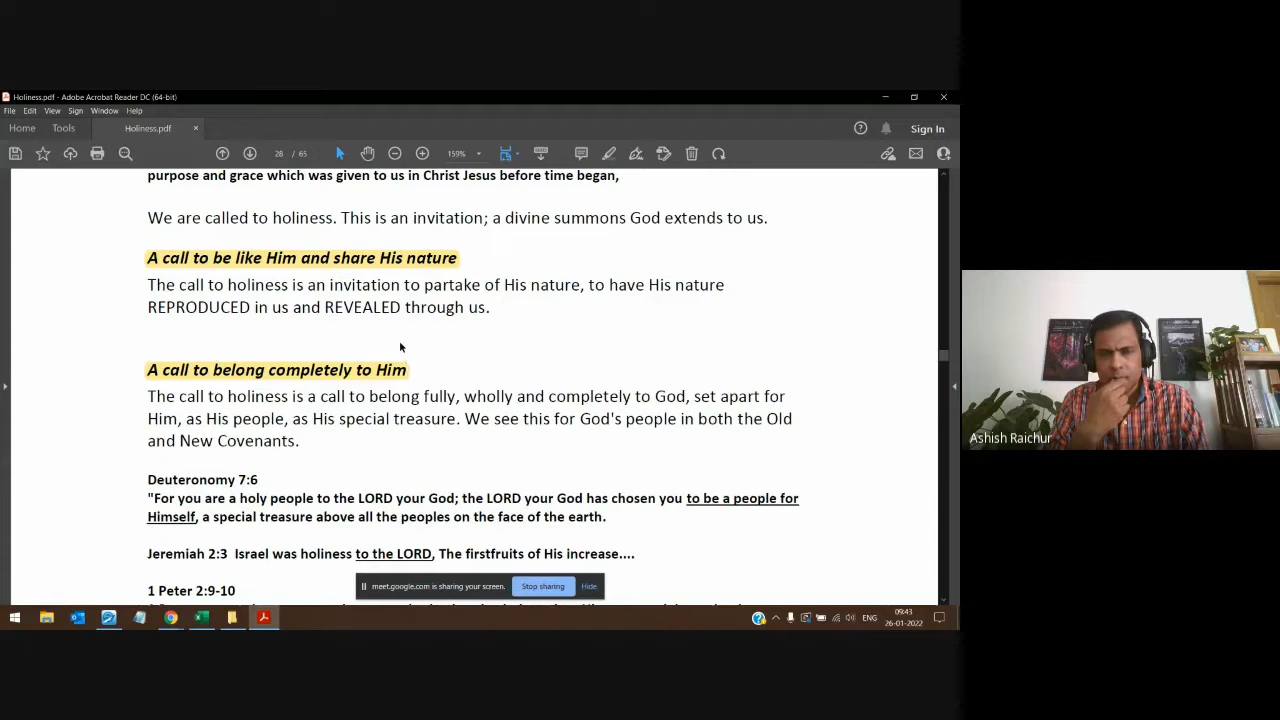 Holiness.pdf - Adobe Acrobat Reader DC (64-bit)
File Edit View Sign Window Help
Home Tools Holiness.pdf × Sign In
28 / 65 159%
purpose and grace which was given to us in Christ Jesus before time began,
We are called to holiness. This is an invitation; a divine summons God extends to us.
A call to be like Him and share His nature
The call to holiness is an invitation to partake of His nature, to have His nature
REPRODUCED in us and REVEALED through us.
A call to belong completely to Him
The call to holiness is a call to belong fully, wholly and completely to God, set apart for
Him, as His people, as His special treasure. We see this for God's people in both the Old
and New Covenants.
Deuteronomy 7:6
"For you are a holy people to the LORD your God; the LORD your God has chosen you to be a people for
Himself, a special treasure above all the peoples on the face of the earth.
Jeremiah 2:3 Israel was holiness to the LORD, The firstfruits of His increase....
1 Peter 2:9-10
meet.google.com is sharing your screen. Stop sharing Hide
ENG 09:43
26-01-2022
Ashish Raichur